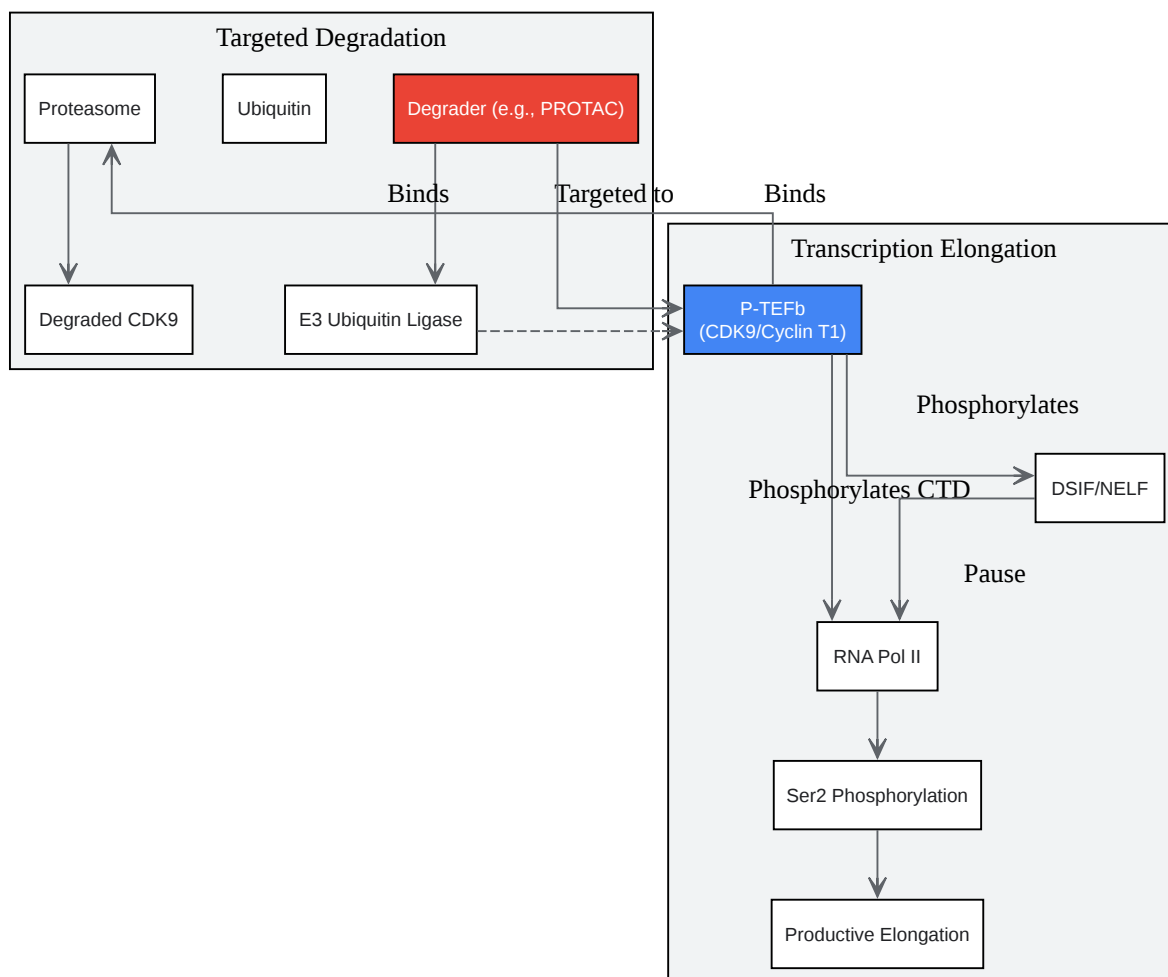 Targeted Degradation
Proteasome
Ubiquitin
Degrader (e.g., PROTAC)
Binds
Targeted to
Binds
Transcription Elongation
Degraded CDK9
E3 Ubiquitin Ligase
P-TEFb
(CDK9/Cyclin T1)
Phosphorylates
Phosphorylates CTD
DSIF/NELF
Pause
RNA Pol II
Ser2 Phosphorylation
Productive Elongation